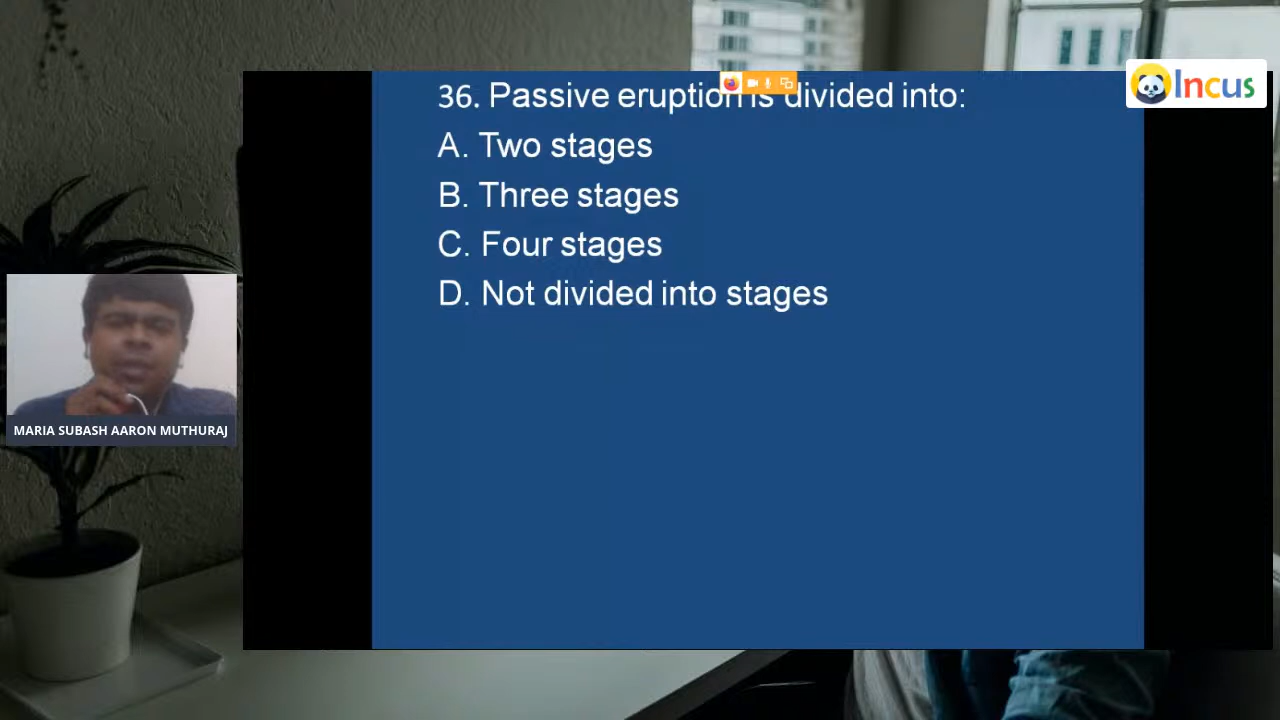 Incus
36. Passive eruption is divided into:
A. Two stages
B. Three stages
C. Four stages
D. Not divided into stages
MARIA SUBASH AARON MUTHURAJ